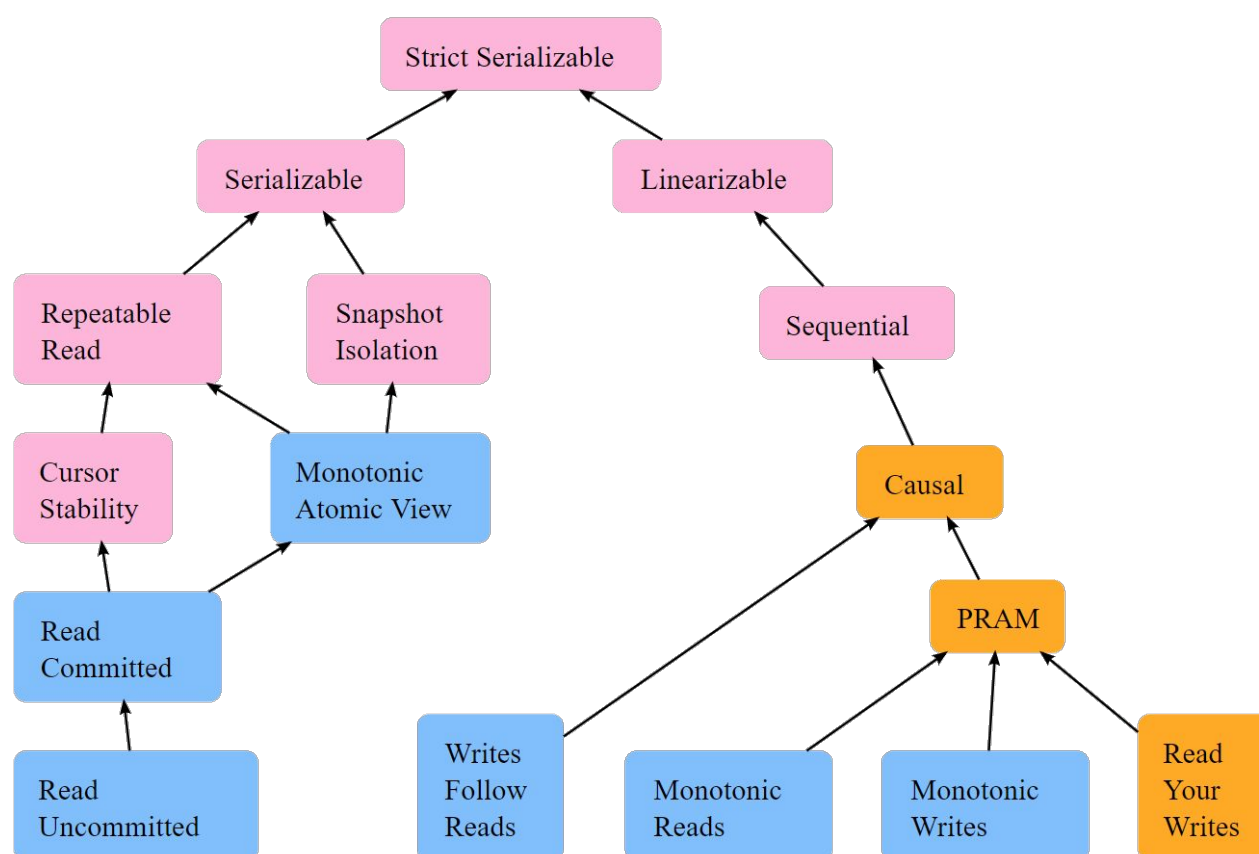 Strict Serializable
Serializable
Linearizable
Repeatable
Read
Snapshot
Isolation
Sequential
Cursor
Stability
Monotonic
Atomic View
Causal
Read
Committed
PRAM
Read
Uncommitted
Writes
Follow
Reads
Monotonic
Reads
Monotonic
Writes
Read
Your
Writes